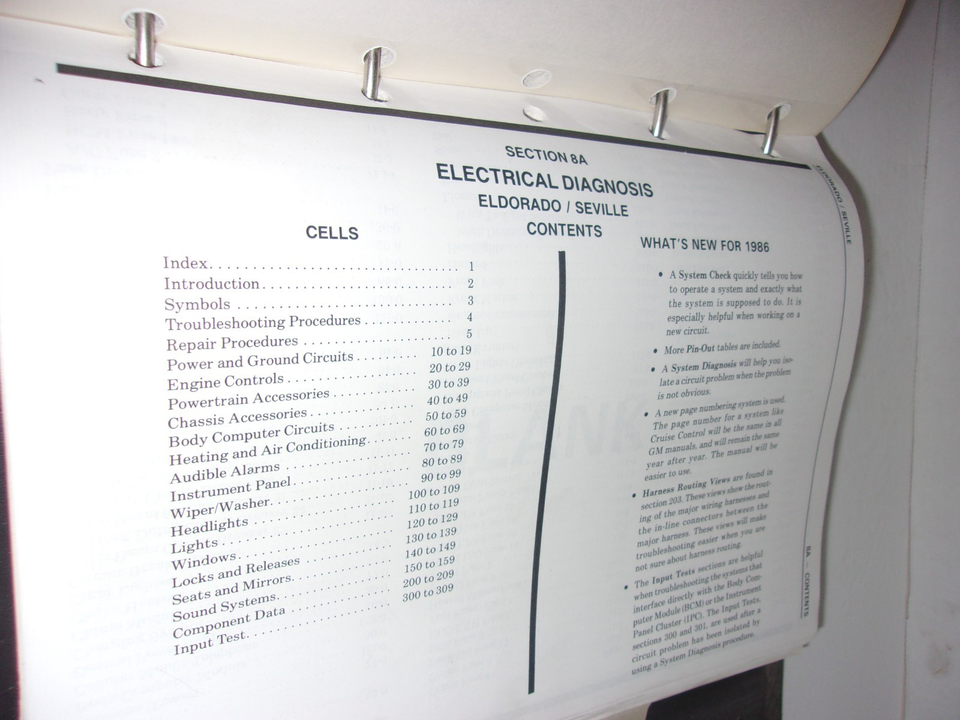 SECTION 8A
ELECTRICAL DIAGNOSIS
ELDORADO / SEVILLE
CONTENTS
CELLS
Index. . . . . . . . . . . . . . . . . . . . . . . . . . . . . . 1
Introduction. . . . . . . . . . . . . . . . . . . . . . . . 2
Symbols . . . . . . . . . . . . . . . . . . . . . . . . . . . 3
Troubleshooting Procedures . . . . . . . . . . . 4
Repair Procedures . . . . . . . . . . . . . . . . . . . 5
Power and Ground Circuits . . . . . . . . 10 to 19
Engine Controls . . . . . . . . . . . . . . . . 20 to 29
Powertrain Accessories . . . . . . . . . . . 30 to 39
Chassis Accessories . . . . . . . . . . . . . 40 to 49
Body Computer Circuits . . . . . . . . . . 50 to 59
Heating and Air Conditioning. . . . . . 60 to 69
Audible Alarms . . . . . . . . . . . . . . . . 70 to 79
Instrument Panel . . . . . . . . . . . . . . . 80 to 89
Wiper/Washer. . . . . . . . . . . . . . . . . . 90 to 99
Headlights . . . . . . . . . . . . . . . . . . 100 to 109
Lights . . . . . . . . . . . . . . . . . . . . . . 110 to 119
Windows . . . . . . . . . . . . . . . . . . . . 120 to 129
Locks and Releases . . . . . . . . . . . . 130 to 139
Seats and Mirrors. . . . . . . . . . . . . . 140 to 149
Sound Systems. . . . . . . . . . . . . . . . 150 to 159
Component Data . . . . . . . . . . . . . . 200 to 209
Input Test. . . . . . . . . . . . . . . . . . . . 300 to 309
WHAT'S NEW FOR 1986
• A System Check quickly tells you how
to operate a system and exactly what
the system is supposed to do. It is
especially helpful when working on a
new circuit.
• More Pin-Out tables are included.
• A System Diagnosis will help you iso-
late a circuit problem when the problem
is not obvious.
• A new page numbering system is used.
The page number for a system like
Cruise Control will be the same in all
GM manuals, and will remain the same
year after year. The manual will be
easier to use.
• Harness Routing Views are found in
section 203. These views show the rout-
ing of the major wiring harnesses and
the in-line connectors between the
major harness. These views will make
troubleshooting easier when you are
not sure about harness routing.
• The Input Tests sections are helpful
when troubleshooting the systems that
interface directly with the Body Com-
puter Module (BCM) or the Instrument
Panel Cluster (IPC). The Input Tests,
sections 300 and 301, are used after a
circuit problem has been isolated by
using a System Diagnosis procedure.
ELDORADO / SEVILLE
8A – CONTENTS